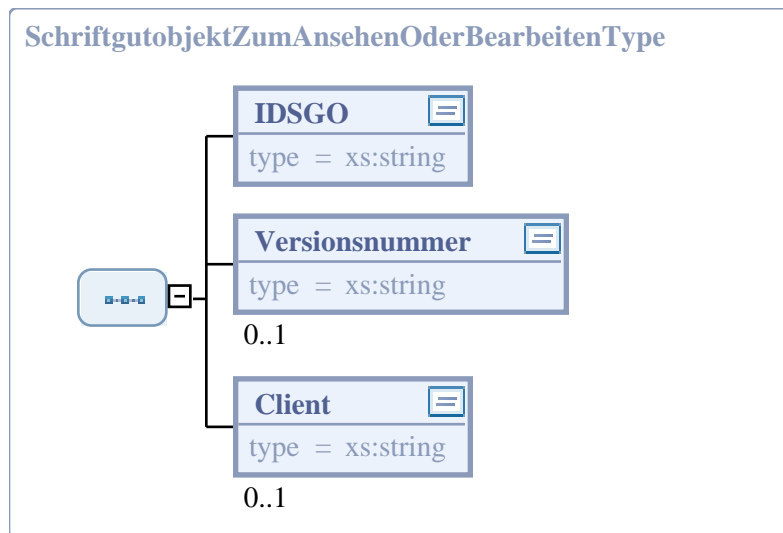 SchriftgutobjektZumAnsehenOderBearbeitenType
IDSGO
type = xs:string
Versionsnummer
type = xs:string
0..1
Client
type = xs:string
0..1